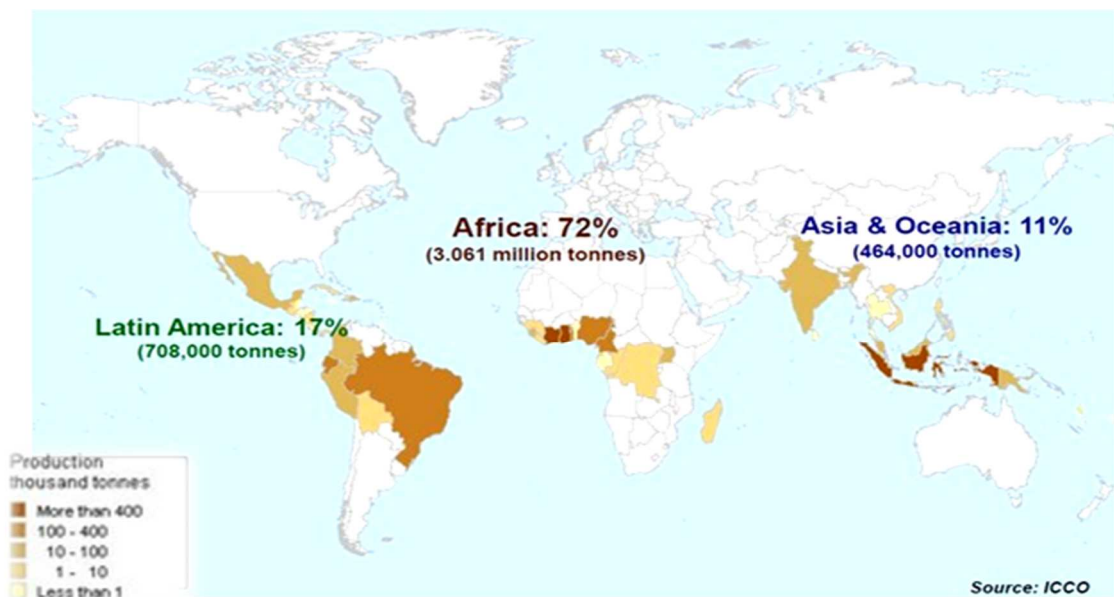 Africa: 72%
(3.061 million tonnes)
Asia & Oceania: 11%
(464,000 tonnes)
Latin America: 17%
(708,000 tonnes)
Production
thousand tonnes
More than 400
100 - 400
10 - 100
1 - 10
Less than 1
Source: ICCO